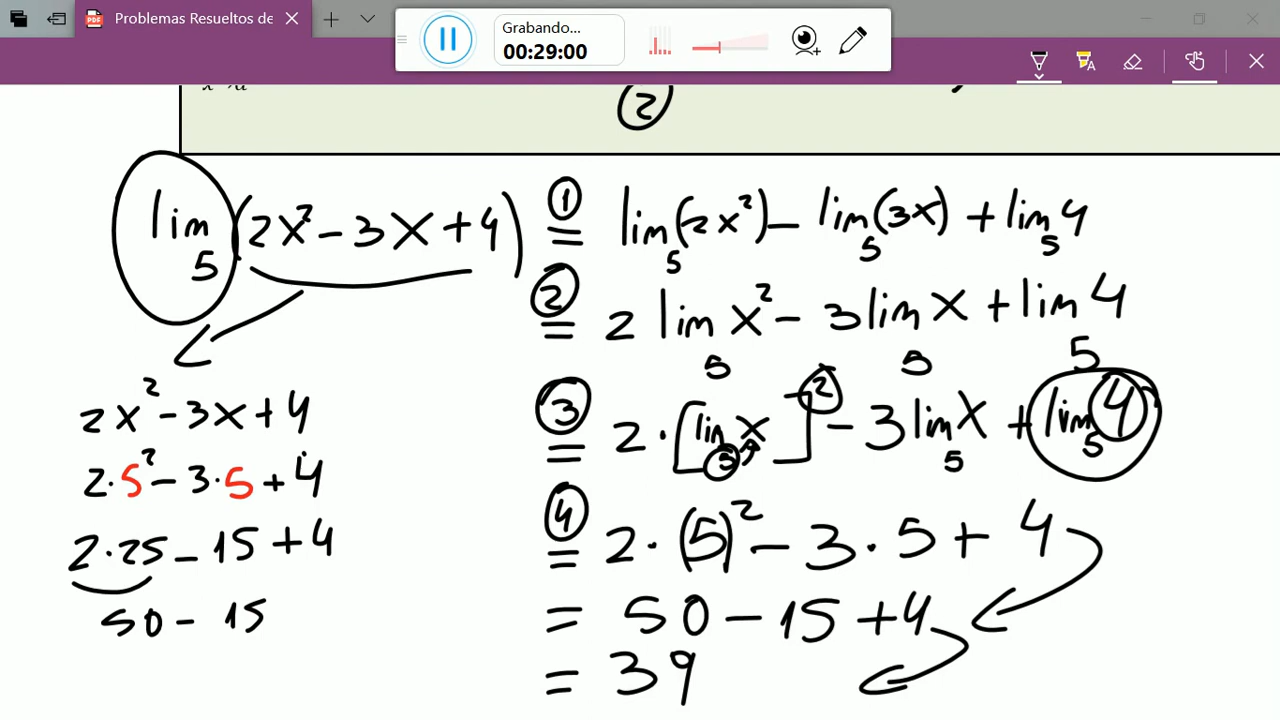 Problemas Resueltos de
Grabando...
00:29:00
x→a
2
lim (2x² - 3x + 4) ① = lim (2x²) - lim (3x) + lim 4
5 5 5 5
② = 2 lim x² - 3 lim x + lim 4
5 5 5
③ = 2 · [lim x]² - 3 lim x + lim 4
5 5 5
④ = 2 · (5)² - 3 · 5 + 4
= 50 - 15 + 4
= 39
2x² - 3x + 4
2 · 5² - 3 · 5 + 4
2 · 25 - 15 + 4
50 - 15